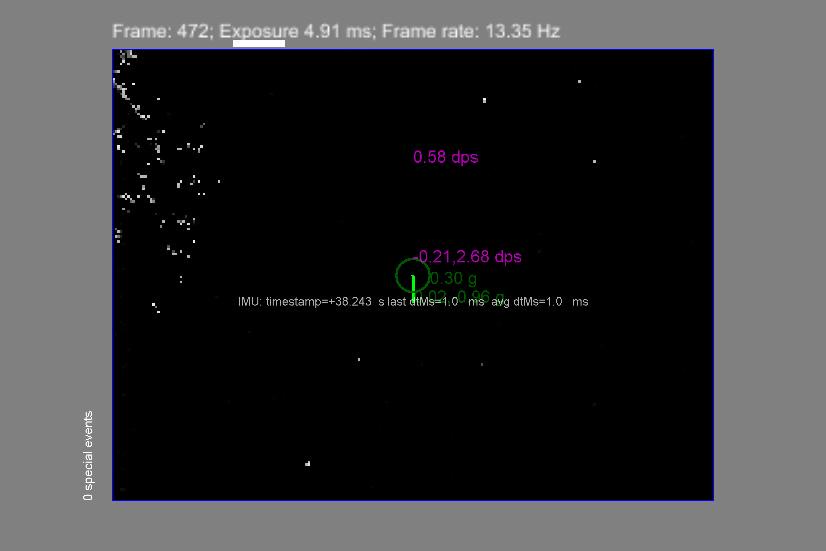 Frame: 472; Exposure 4.91 ms; Frame rate: 13.35 Hz
0.58 dps
-0.21,2.68 dps
0.30 g
0.96 g
IMU: timestamp=+38.243 s last dtMs=1.0 ms avg dtMs=1.0 ms
0 special events